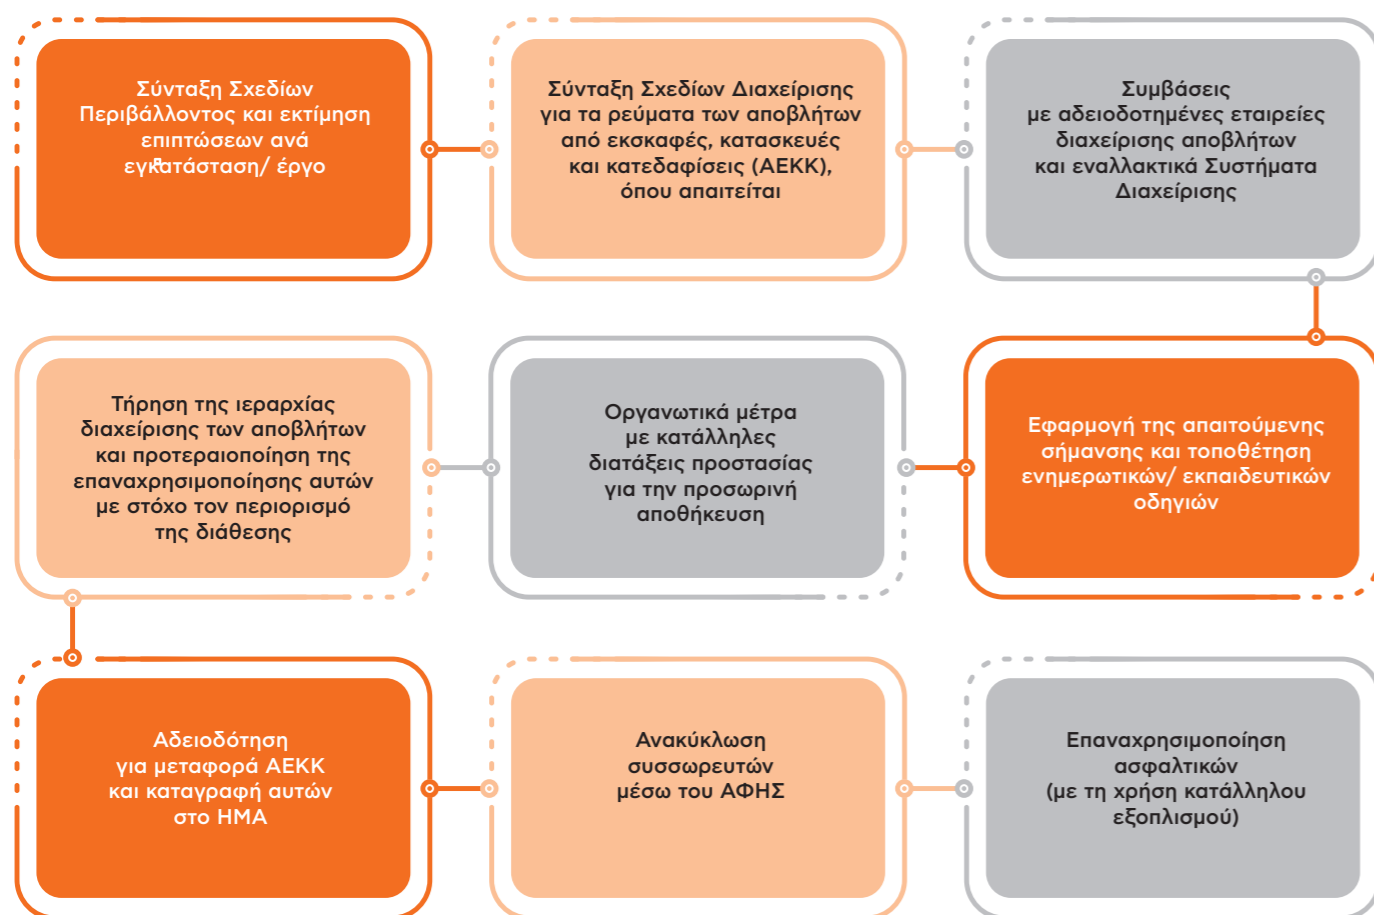 Σύνταξη Σχεδίων
Περιβάλλοντος και εκτίμηση
επιπτώσεων ανά
εγκατάσταση/ έργο
Σύνταξη Σχεδίων Διαχείρισης
για τα ρεύματα των αποβλήτων
από εκσκαφές, κατασκευές
και κατεδαφίσεις (ΑΕΚΚ),
όπου απαιτείται
Συμβάσεις
με αδειοδοτημένες εταιρείες
διαχείρισης αποβλήτων
και εναλλακτικά Συστήματα
Διαχείρισης
Εφαρμογή της απαιτούμενης
σήμανσης και τοποθέτηση
ενημερωτικών/ εκπαιδευτικών
οδηγιών
Οργανωτικά μέτρα
με κατάλληλες
διατάξεις προστασίας
για την προσωρινή
αποθήκευση
Τήρηση της ιεραρχίας
διαχείρισης των αποβλήτων
και προτεραιοποίηση της
επαναχρησιμοποίησης αυτών
με στόχο τον περιορισμό
της διάθεσης
Αδειοδότηση
για μεταφορά ΑΕΚΚ
και καταγραφή αυτών
στο ΗΜΑ
Ανακύκλωση
συσσωρευτών
μέσω του ΑΦΗΣ
Επαναχρησιμοποίηση
ασφαλτικών
(με τη χρήση κατάλληλου
εξοπλισμού)